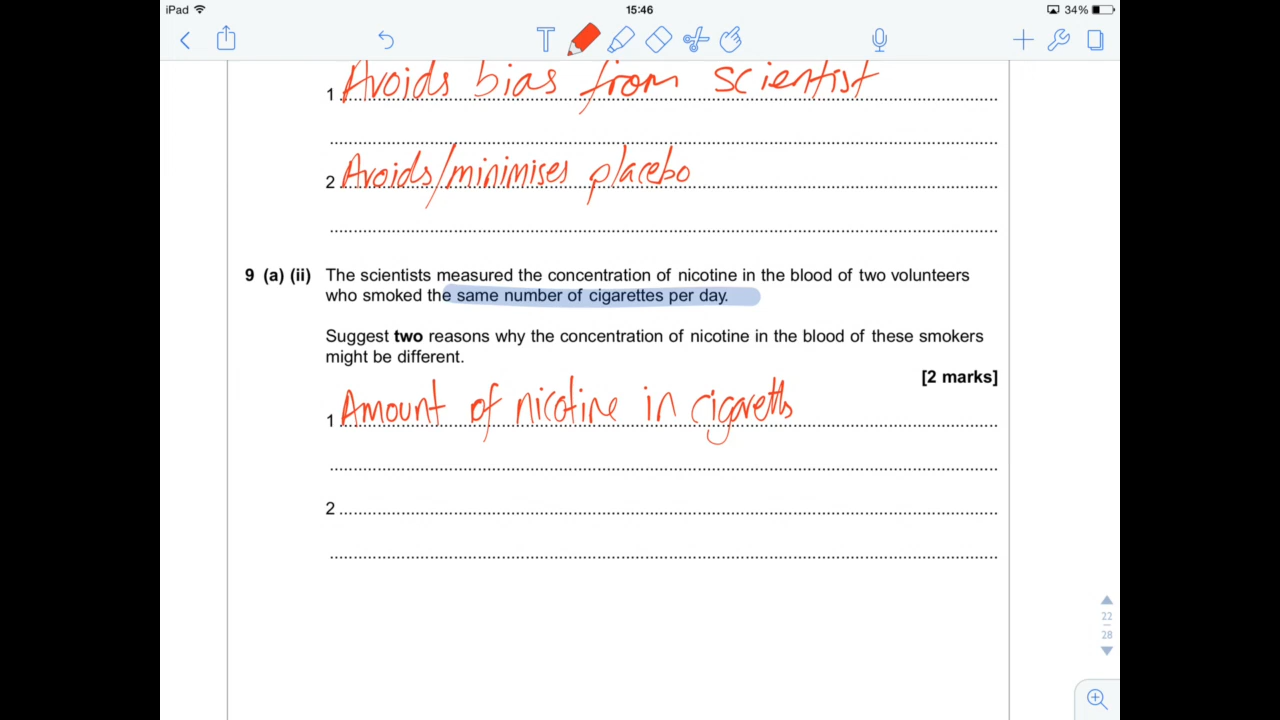 iPad 15:46 34%
T
Avoids bias from scientist
1
Avoids/minimises placebo
2
9 (a) (ii) The scientists measured the concentration of nicotine in the blood of two volunteers
who smoked the same number of cigarettes per day.
Suggest two reasons why the concentration of nicotine in the blood of these smokers
might be different.
[2 marks]
1 Amount of nicotine in cigaretts
2
22
28